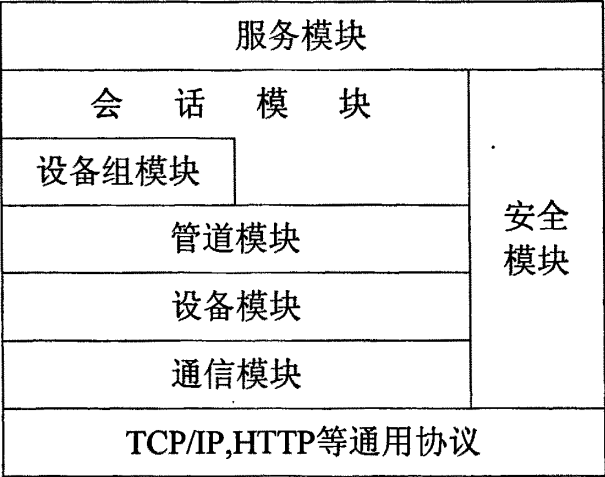 服务模块
会话模块
设备组模块
安全
模块
管道模块
设备模块
通信模块
TCP/IP,HTTP等通用协议